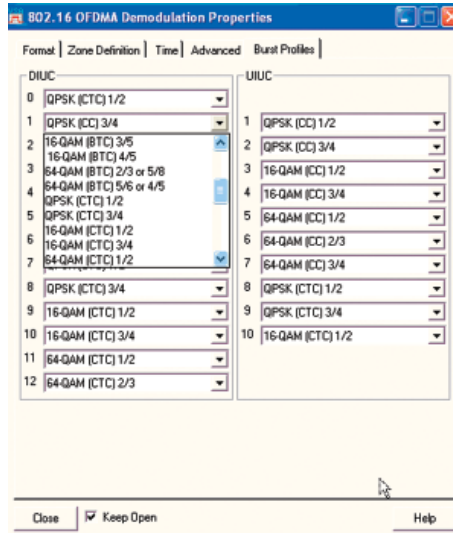 802.16 OFDMA Demodulation Properties
Format Zone Definition Time Advanced Burst Profiles
DIUC
0 QPSK (CTC) 1/2
1 QPSK (CC) 3/4
16-QAM (BTC) 3/5
16-QAM (BTC) 4/5
64-QAM (BTC) 2/3 or 5/8
64-QAM (BTC) 5/6 or 4/5
QPSK (CTC) 1/2
QPSK (CTC) 3/4
16-QAM (CTC) 1/2
16-QAM (CTC) 3/4
64-QAM (CTC) 1/2
2
3
4
5
6
7
8 QPSK (CTC) 3/4
9 16-QAM (CTC) 1/2
10 16-QAM (CTC) 3/4
11 64-QAM (CTC) 1/2
12 64-QAM (CTC) 2/3
UIUC
1 QPSK (CC) 1/2
2 QPSK (CC) 3/4
3 16-QAM (CC) 1/2
4 16-QAM (CC) 3/4
5 64-QAM (CC) 1/2
6 64-QAM (CC) 2/3
7 64-QAM (CC) 3/4
8 QPSK (CTC) 1/2
9 QPSK (CTC) 3/4
10 16-QAM (CTC) 1/2
Close Keep Open Help